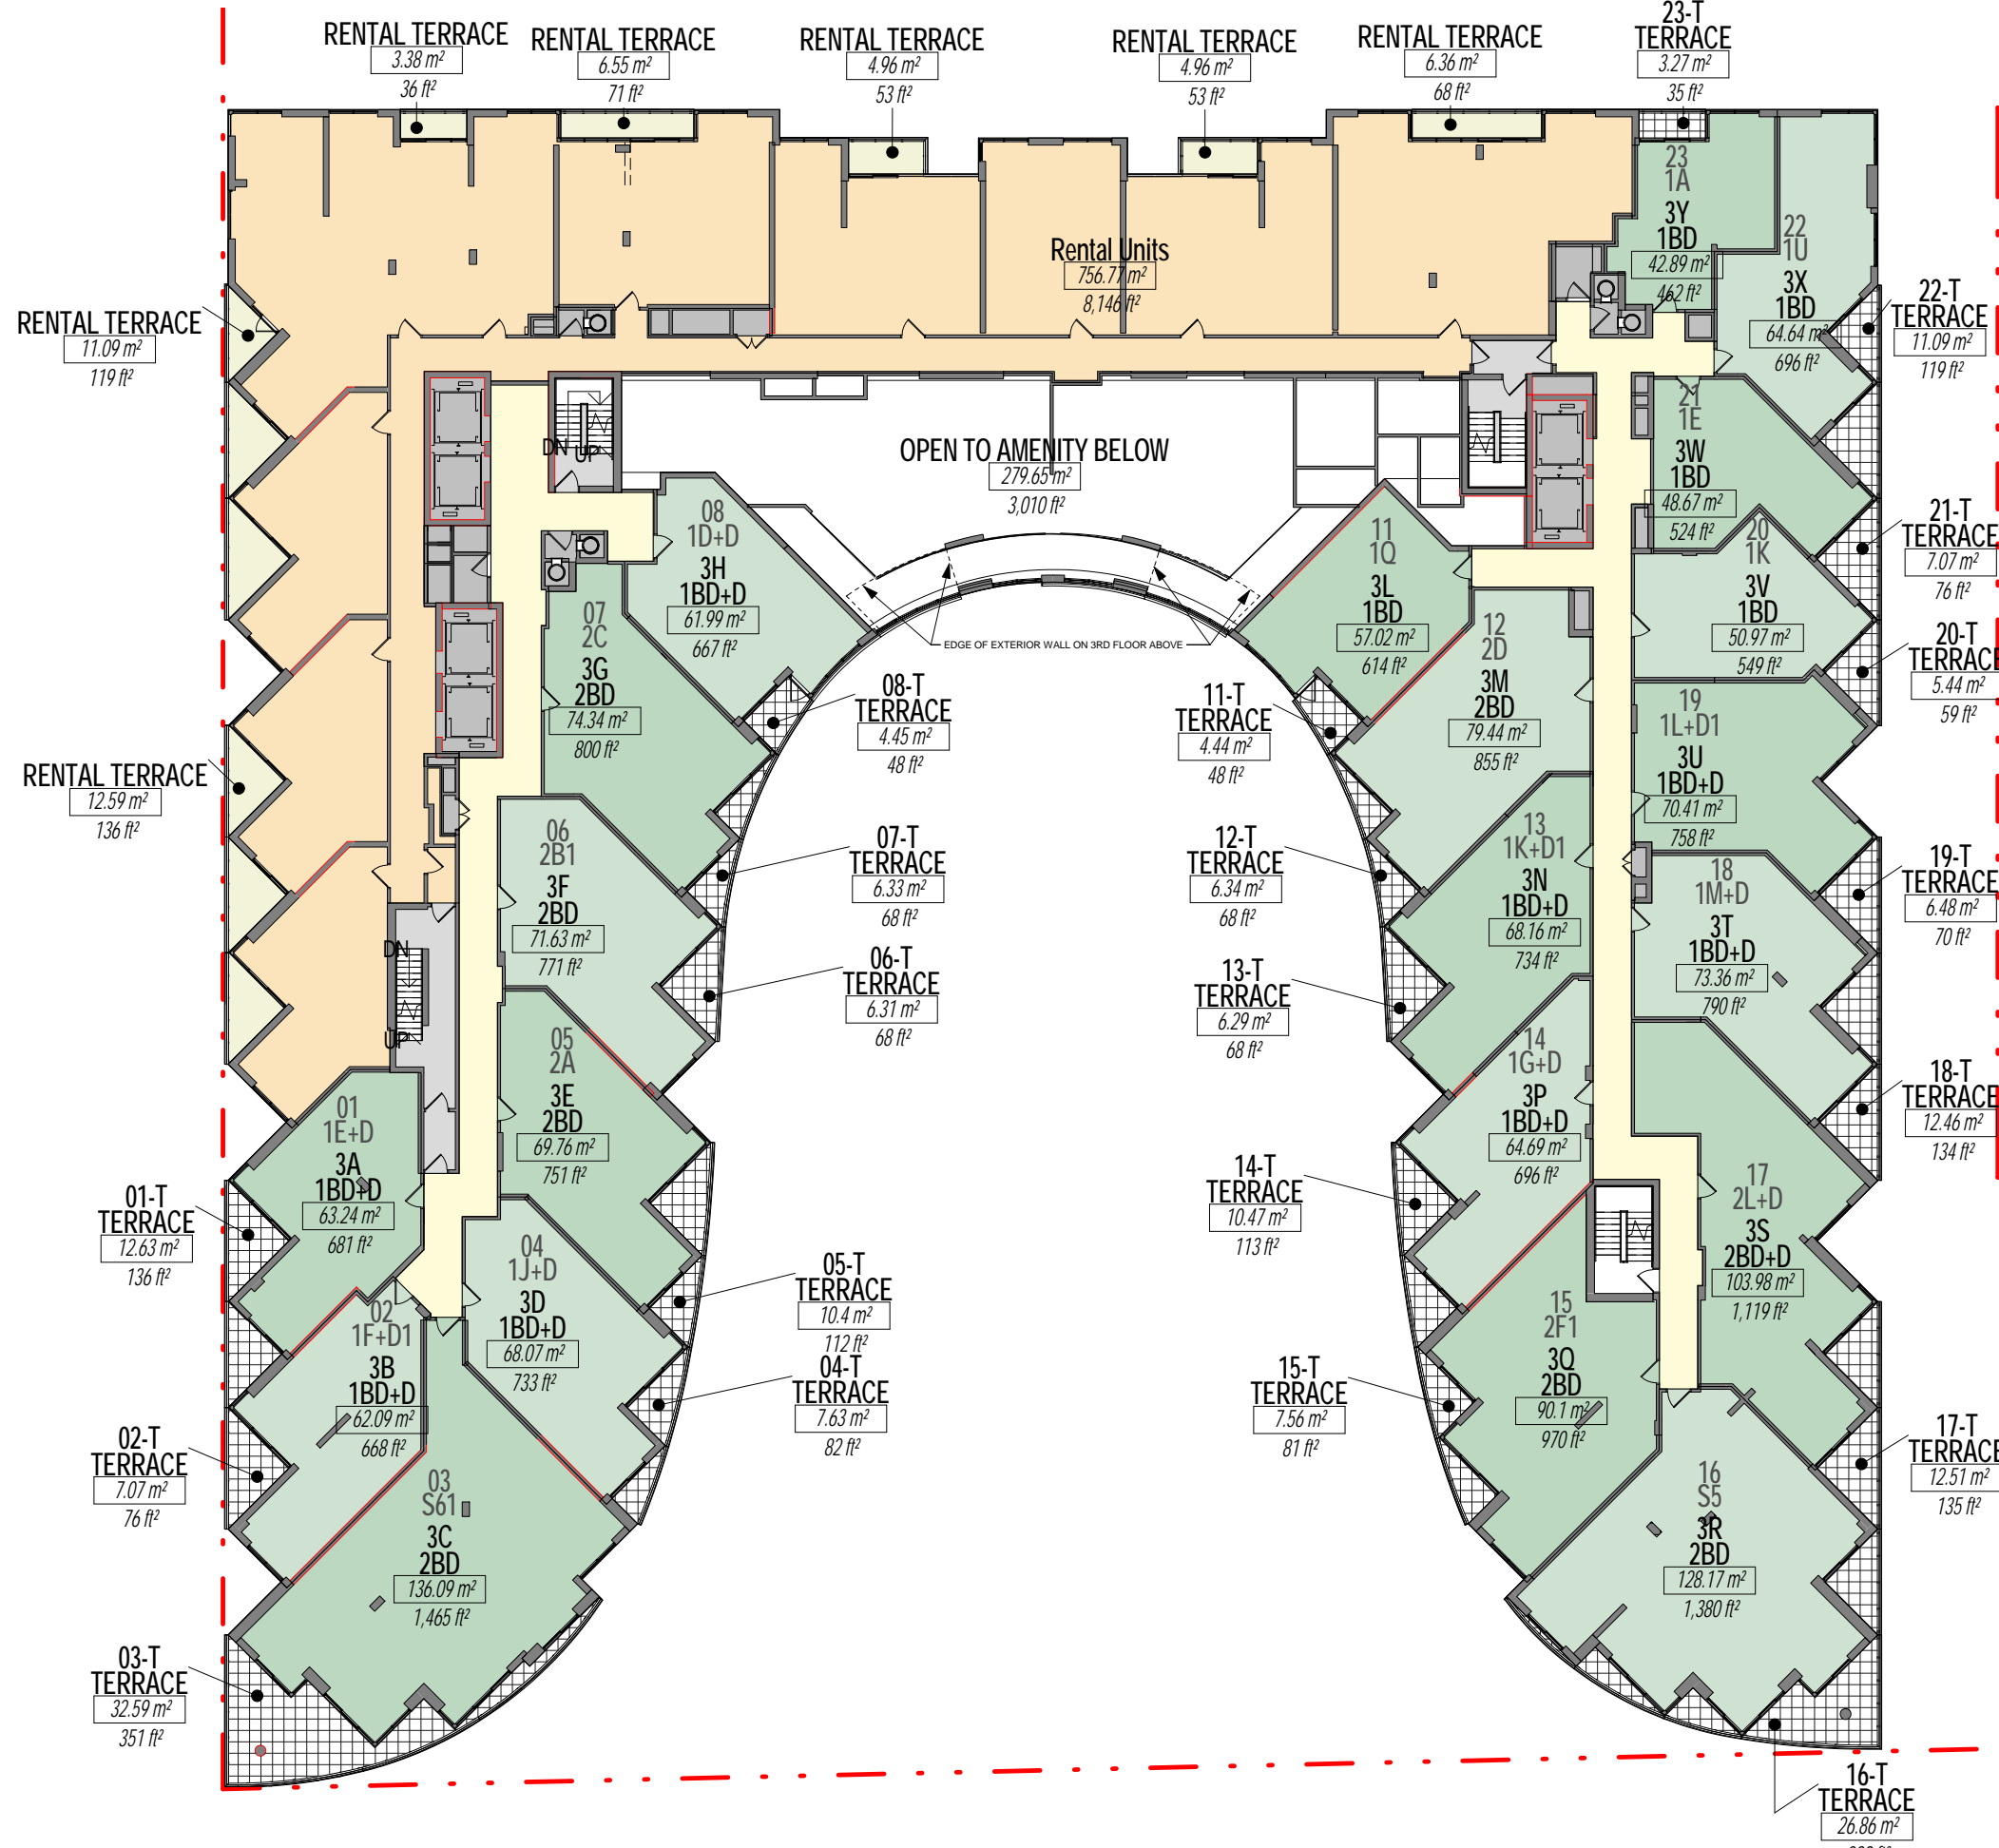 RENTAL TERRACE
3.38 m²
36 ft²
RENTAL TERRACE
6.55 m²
71 ft²
RENTAL TERRACE
4.96 m²
53 ft²
RENTAL TERRACE
4.96 m²
53 ft²
RENTAL TERRACE
6.36 m²
68 ft²
23-T
TERRACE
3.27 m²
35 ft²
23
1A
3Y
1BD
42.89 m²
462 ft²
22
1U
3X
1BD
64.64 m²
696 ft²
Rental Units
756.77 m²
8,146 ft²
RENTAL TERRACE
11.09 m²
119 ft²
22-T
TERRACE
11.09 m²
119 ft²
21
1E
3W
1BD
48.67 m²
524 ft²
DN
UP
OPEN TO AMENITY BELOW
279.65 m²
3,010 ft²
21-T
TERRACE
7.07 m²
76 ft²
08
1D+D
3H
1BD+D
61.99 m²
667 ft²
11
1Q
3L
1BD
57.02 m²
614 ft²
20
1K
3V
1BD
50.97 m²
549 ft²
20-T
TERRACE
5.44 m²
59 ft²
EDGE OF EXTERIOR WALL ON 3RD FLOOR ABOVE
07
2C
3G
2BD
74.34 m²
800 ft²
12
2D
3M
2BD
79.44 m²
855 ft²
08-T
TERRACE
4.45 m²
48 ft²
11-T
TERRACE
4.44 m²
48 ft²
19
1L+D1
3U
1BD+D
70.41 m²
758 ft²
RENTAL TERRACE
12.59 m²
136 ft²
06
2B1
3F
2BD
71.63 m²
771 ft²
07-T
TERRACE
6.33 m²
68 ft²
12-T
TERRACE
6.34 m²
68 ft²
13
1K+D1
3N
1BD+D
68.16 m²
734 ft²
18
1M+D
3T
1BD+D
73.36 m²
790 ft²
19-T
TERRACE
6.48 m²
70 ft²
DN
UP
06-T
TERRACE
6.31 m²
68 ft²
13-T
TERRACE
6.29 m²
68 ft²
05
2A
3E
2BD
69.76 m²
751 ft²
14
1G+D
3P
1BD+D
64.69 m²
696 ft²
18-T
TERRACE
12.46 m²
134 ft²
01
1E+D
3A
1BD+D
63.24 m²
681 ft²
01-T
TERRACE
12.63 m²
136 ft²
14-T
TERRACE
10.47 m²
113 ft²
17
2L+D
3S
2BD+D
103.98 m²
1,119 ft²
04
1J+D
3D
1BD+D
68.07 m²
733 ft²
05-T
TERRACE
10.4 m²
112 ft²
02
1F+D1
3B
1BD+D
62.09 m²
668 ft²
04-T
TERRACE
7.63 m²
82 ft²
15-T
TERRACE
7.56 m²
81 ft²
15
2F1
3Q
2BD
90.1 m²
970 ft²
02-T
TERRACE
7.07 m²
76 ft²
17-T
TERRACE
12.51 m²
135 ft²
03
S61
3C
2BD
136.09 m²
1,465 ft²
16
S5
3R
2BD
128.17 m²
1,380 ft²
03-T
TERRACE
32.59 m²
351 ft²
16-T
TERRACE
26.86 m²